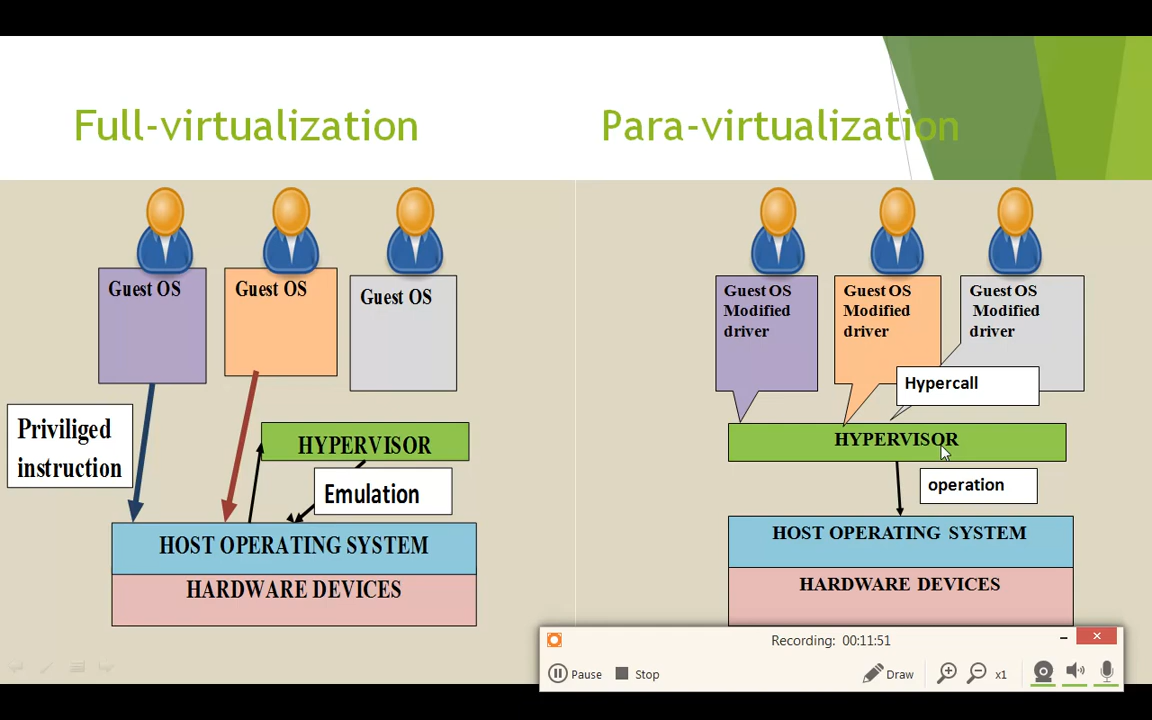 Full-virtualization
Para-virtualization
Guest OS
Guest OS
Guest OS
Priviliged
instruction
HYPERVISOR
Emulation
HOST OPERATING SYSTEM
HARDWARE DEVICES
Guest OS
Modified
driver
Guest OS
Modified
driver
Guest OS
Modified
driver
Hypercall
HYPERVISOR
operation
HOST OPERATING SYSTEM
HARDWARE DEVICES
Recording: 00:11:51
Pause
Stop
Draw
x1